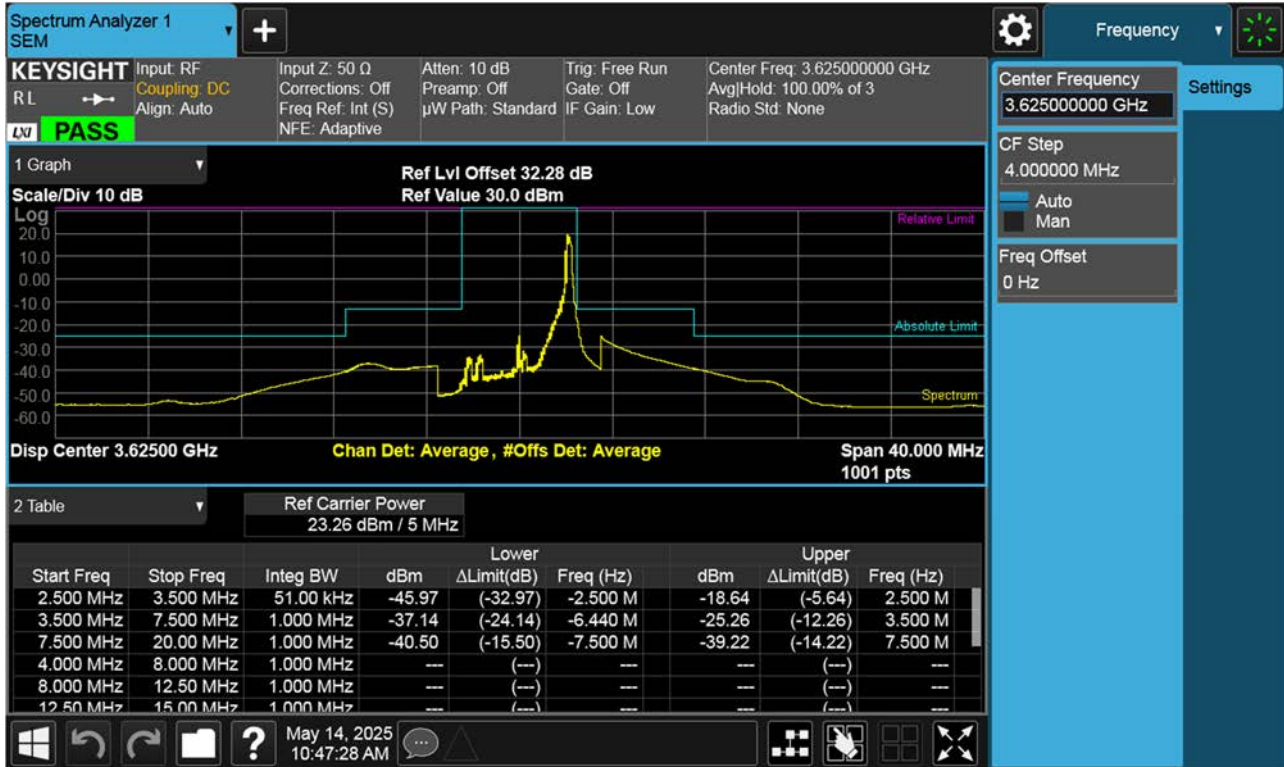 Spectrum Analyzer 1
SEM
Frequency
KEYSIGHT
RL
LXI
PASS
Input: RF
Coupling: DC
Align: Auto
Input Z: 50 Ω
Corrections: Off
Freq Ref: Int (S)
NFE: Adaptive
Atten: 10 dB
Preamp: Off
µW Path: Standard
Trig: Free Run
Gate: Off
IF Gain: Low
Center Freq: 3.625000000 GHz
Avg|Hold: 100.00% of 3
Radio Std: None
Center Frequency
3.625000000 GHz
Settings
CF Step
4.000000 MHz
Auto
Man
Freq Offset
0 Hz
1 Graph
Ref Lvl Offset 32.28 dB
Scale/Div 10 dB
Ref Value 30.0 dBm
Log
Relative Limit
20.0
10.0
0.00
-10.0
-20.0
Absolute Limit
-30.0
-40.0
-50.0
Spectrum
-60.0
Disp Center 3.62500 GHz
Chan Det: Average, #Offs Det: Average
Span 40.000 MHz
1001 pts
2 Table
Ref Carrier Power
23.26 dBm / 5 MHz
Lower Upper
Start Freq Stop Freq Integ BW dBm ΔLimit(dB) Freq (Hz) dBm ΔLimit(dB) Freq (Hz)
2.500 MHz 3.500 MHz 51.00 kHz -45.97 (-32.97) -2.500 M -18.64 (-5.64) 2.500 M
3.500 MHz 7.500 MHz 1.000 MHz -37.14 (-24.14) -6.440 M -25.26 (-12.26) 3.500 M
7.500 MHz 20.00 MHz 1.000 MHz -40.50 (-15.50) -7.500 M -39.22 (-14.22) 7.500 M
4.000 MHz 8.000 MHz 1.000 MHz --- (---) --- --- (---) ---
8.000 MHz 12.50 MHz 1.000 MHz --- (---) --- --- (---) ---
12.50 MHz 15.00 MHz 1.000 MHz --- (---) --- --- (---) ---
?
May 14, 2025
10:47:28 AM